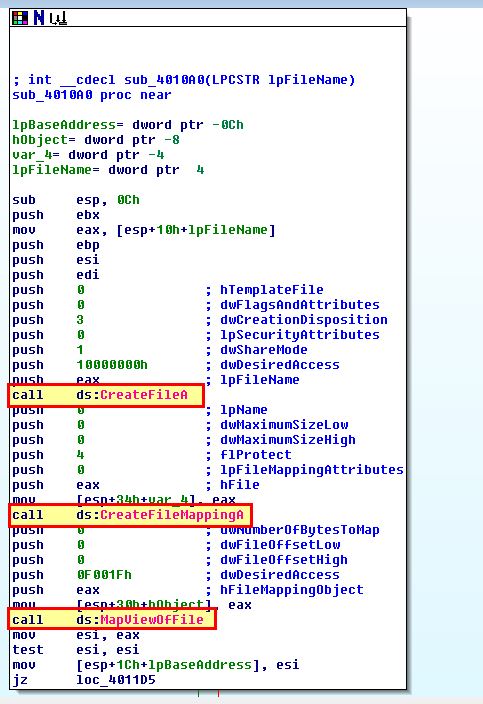 ; int __cdecl sub_4010A0(LPCSTR lpFileName)
sub_4010A0 proc near
lpBaseAddress= dword ptr -0Ch
hObject= dword ptr -8
var_4= dword ptr -4
lpFileName= dword ptr  4
sub     esp, 0Ch
push    ebx
mov     eax, [esp+10h+lpFileName]
push    ebp
push    esi
push    edi
push    0               ; hTemplateFile
push    0               ; dwFlagsAndAttributes
push    3               ; dwCreationDisposition
push    0               ; lpSecurityAttributes
push    1               ; dwShareMode
push    10000000h       ; dwDesiredAccess
push    eax             ; lpFileName
call    ds:CreateFileA
push    0               ; lpName
push    0               ; dwMaximumSizeLow
push    0               ; dwMaximumSizeHigh
push    4               ; flProtect
push    0               ; lpFileMappingAttributes
push    eax             ; hFile
mov     [esp+34h+var_4], eax
call    ds:CreateFileMappingA
push    0               ; dwNumberOfBytesToMap
push    0               ; dwFileOffsetLow
push    0               ; dwFileOffsetHigh
push    0F001Fh         ; dwDesiredAccess
push    eax             ; hFileMappingObject
mov     [esp+30h+hObject], eax
call    ds:MapViewOfFile
mov     esi, eax
test    esi, esi
mov     [esp+1Ch+lpBaseAddress], esi
jz      loc_4011D5